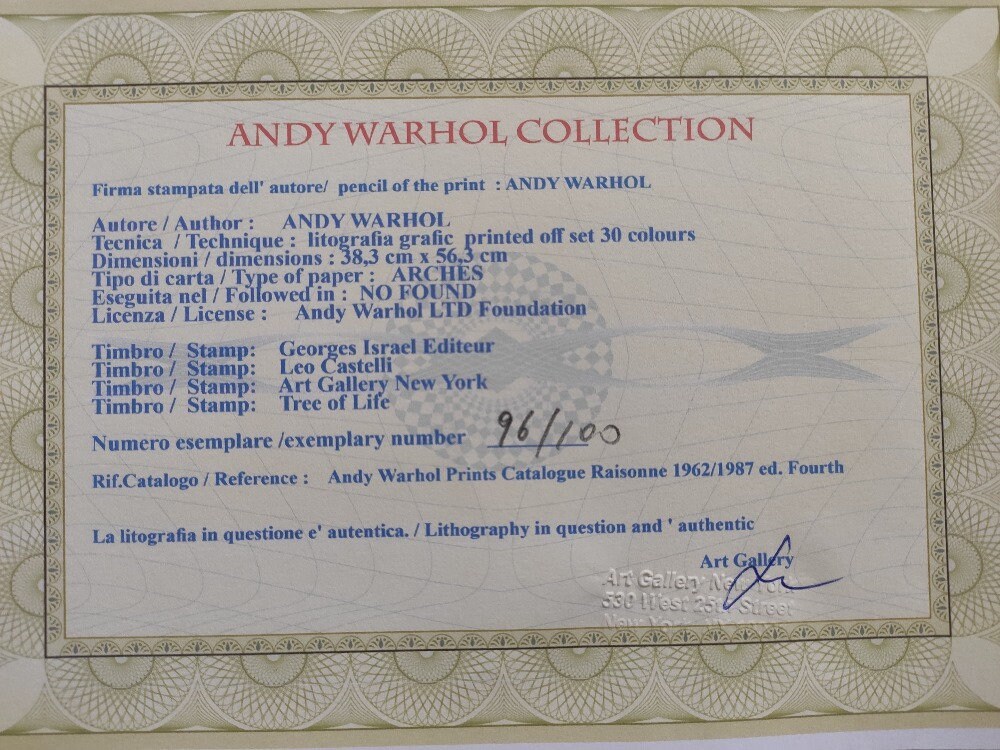 ANDY WARHOL COLLECTION
Firma stampata dell' autore/ pencil of the print : ANDY WARHOL
Autore / Author : ANDY WARHOL
Tecnica / Technique : litografia grafic printed off set 30 colours
Dimensioni / dimensions : 38,3 cm x 56,3 cm
Tipo di carta / Type of paper : ARCHES
Eseguita nel / Followed in : NO FOUND
Licenza / License : Andy Warhol LTD Foundation
Timbro / Stamp: Georges Israel Editeur
Timbro / Stamp: Leo Castelli
Timbro / Stamp: Art Gallery New York
Timbro / Stamp: Tree of Life
Numero esemplare /exemplary number 96/100
Rif.Catalogo / Reference : Andy Warhol Prints Catalogue Raisonne 1962/1987 ed. Fourth
La litografia in questione e' autentica. / Lithography in question and ' authentic
Art Gallery
Art Gallery New York
530 West 25th Street
New York